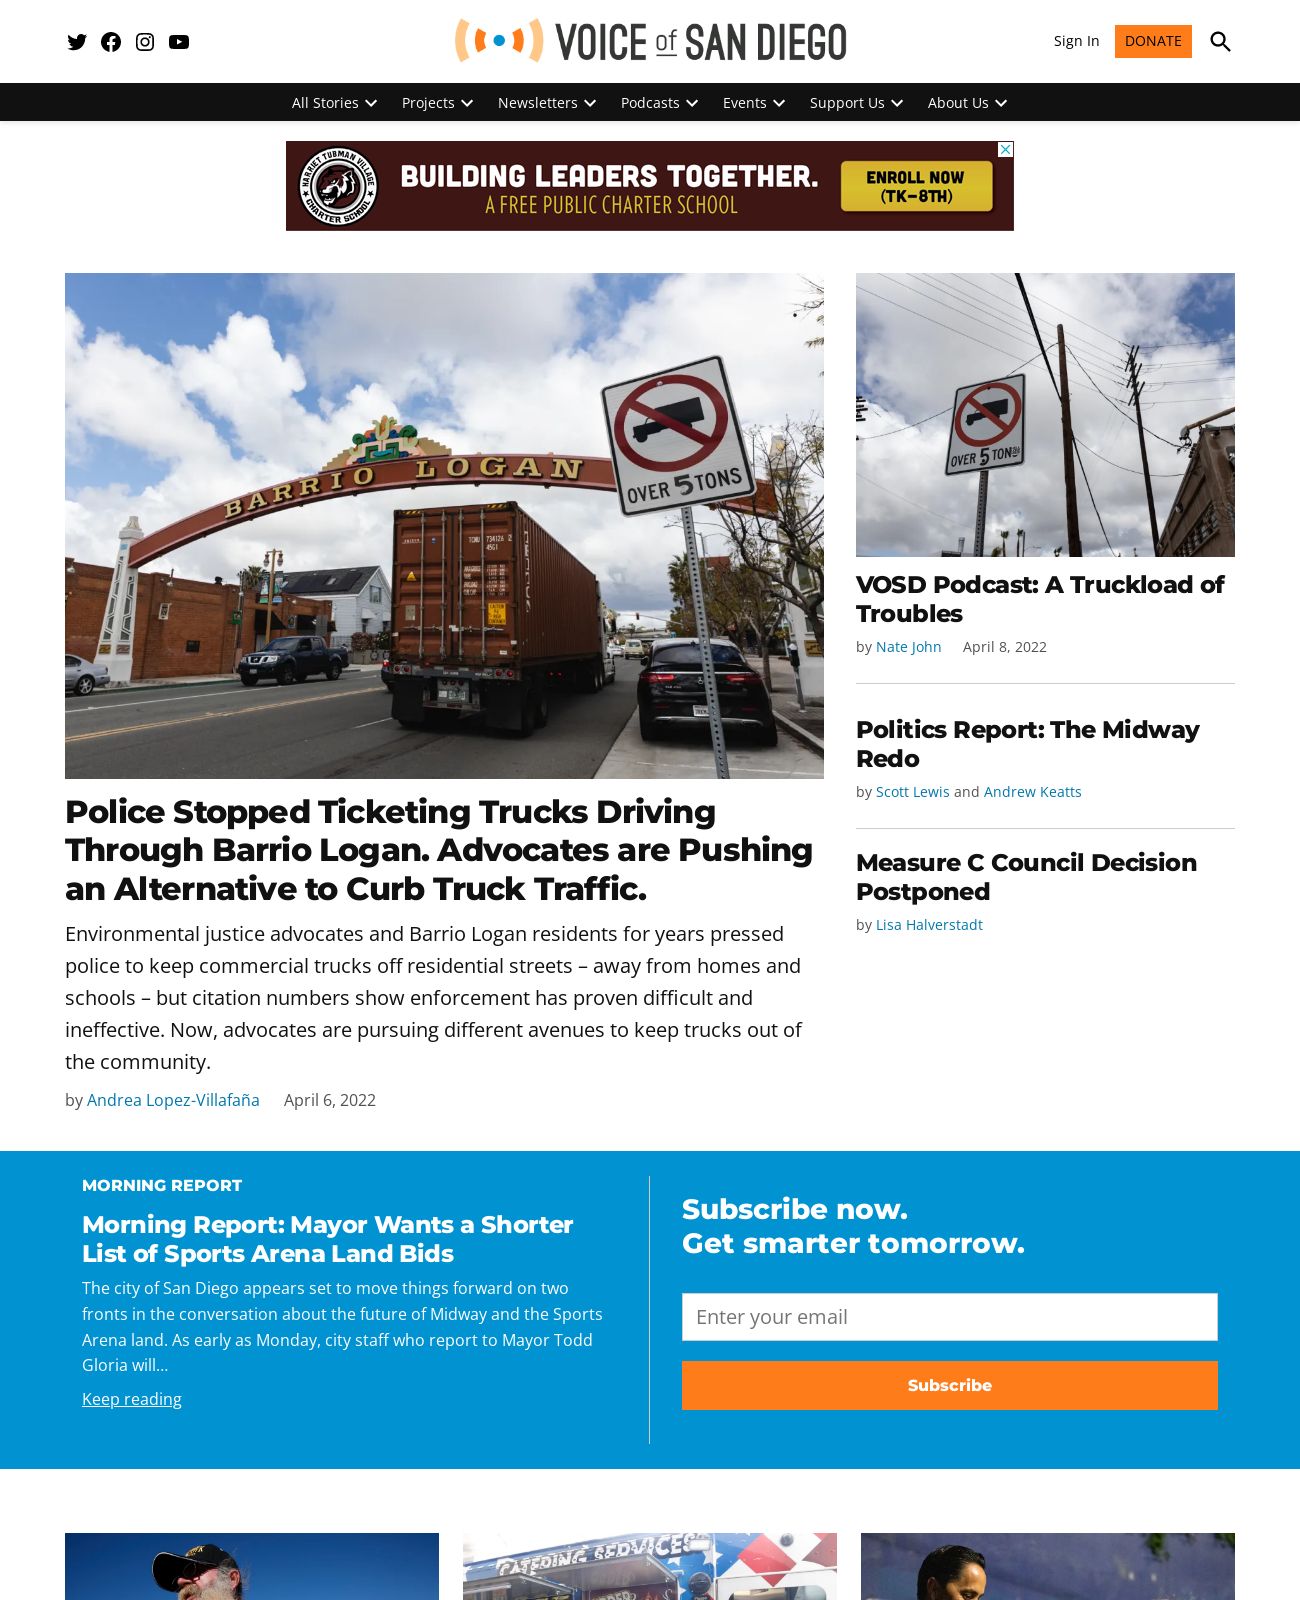 VOICE of SAN DIEGO
Sign In
DONATE
All Stories
Projects
Newsletters
Podcasts
Events
Support Us
About Us
HARRIET TUBMAN VILLAGE
CHARTER SCHOOL
BUILDING LEADERS TOGETHER.
A FREE PUBLIC CHARTER SCHOOL
ENROLL NOW
(TK–8TH)
BARRIO LOGAN
OVER 5 TONS
TCNU 734126 2
45G1
OVER 5 TONS
Police Stopped Ticketing Trucks Driving
Through Barrio Logan. Advocates are Pushing
an Alternative to Curb Truck Traffic.
Environmental justice advocates and Barrio Logan residents for years pressed
police to keep commercial trucks off residential streets – away from homes and
schools – but citation numbers show enforcement has proven difficult and
ineffective. Now, advocates are pursuing different avenues to keep trucks out of
the community.
by Andrea Lopez-Villafaña April 6, 2022
VOSD Podcast: A Truckload of
Troubles
by Nate John April 8, 2022
Politics Report: The Midway
Redo
by Scott Lewis and Andrew Keatts
Measure C Council Decision
Postponed
by Lisa Halverstadt
MORNING REPORT
Morning Report: Mayor Wants a Shorter
List of Sports Arena Land Bids
The city of San Diego appears set to move things forward on two
fronts in the conversation about the future of Midway and the Sports
Arena land. As early as Monday, city staff who report to Mayor Todd
Gloria will…
Keep reading
Subscribe now.
Get smarter tomorrow.
Enter your email
Subscribe
CATERING SERVICES